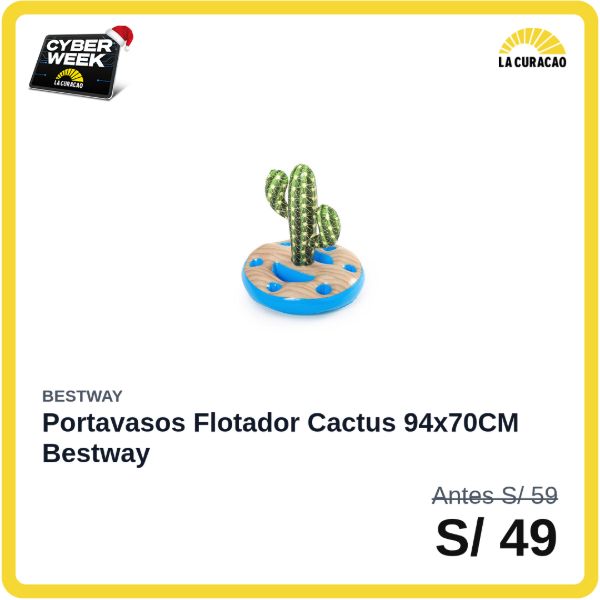 CYBER
WEEK
LA CURACAO
LA CURACAO
BESTWAY
Portavasos Flotador Cactus 94x70CM
Bestway
Antes S/ 59
S/ 49